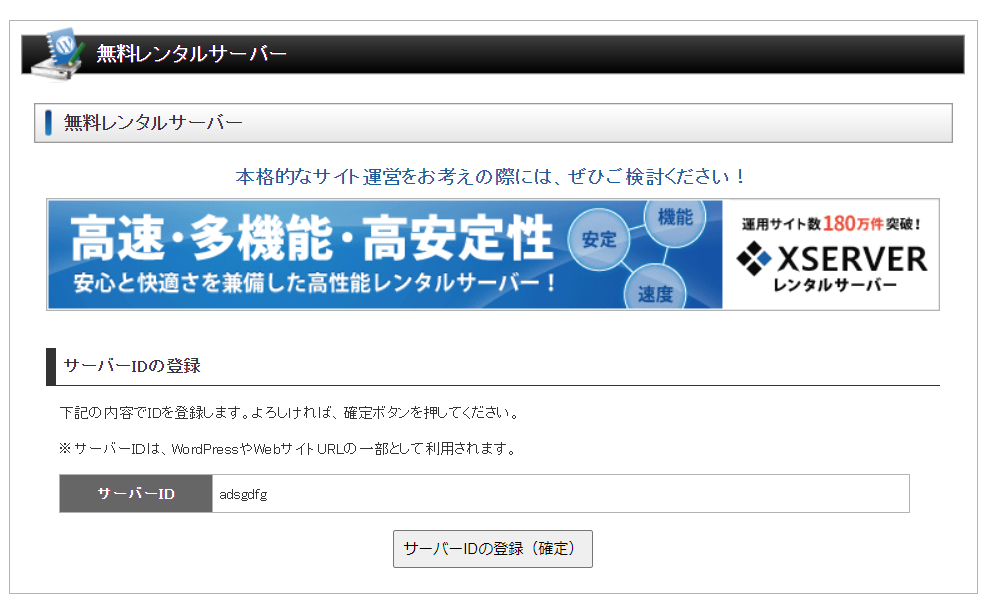 無料レンタルサーバー
無料レンタルサーバー
本格的なサイト運営をお考えの際には、ぜひご検討ください！
高速・多機能・高安定性
安心と快適さを兼備した高性能レンタルサーバー！
安定
機能
速度
運用サイト数180万件突破!
XSERVER
レンタルサーバー
サーバーIDの登録
下記の内容でIDを登録します。よろしければ、確定ボタンを押してください。
※サーバーIDは、WordPressやWebサイトURLの一部として利用されます。
サーバーID adsgdfg
サーバーIDの登録（確定）